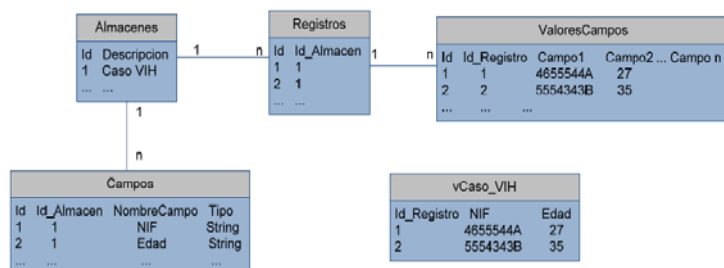 Almacenes
Id Descripcion
1 Caso VIH
... ...
1
n
Registros
Id Id_Almacen
1 1
2 1
... ...
1
n
ValoresCampos
Id Id_Registro Campo1 Campo2 ... Campo n
1 1 4655544A 27
2 2 5554343B 35
... ... ...
1
n
Campos
Id Id_Almacen NombreCampo Tipo
1 1 NIF String
2 1 Edad String
... ... ... ...
vCaso_VIH
Id_Registro NIF Edad
1 4655544A 27
2 5554343B 35